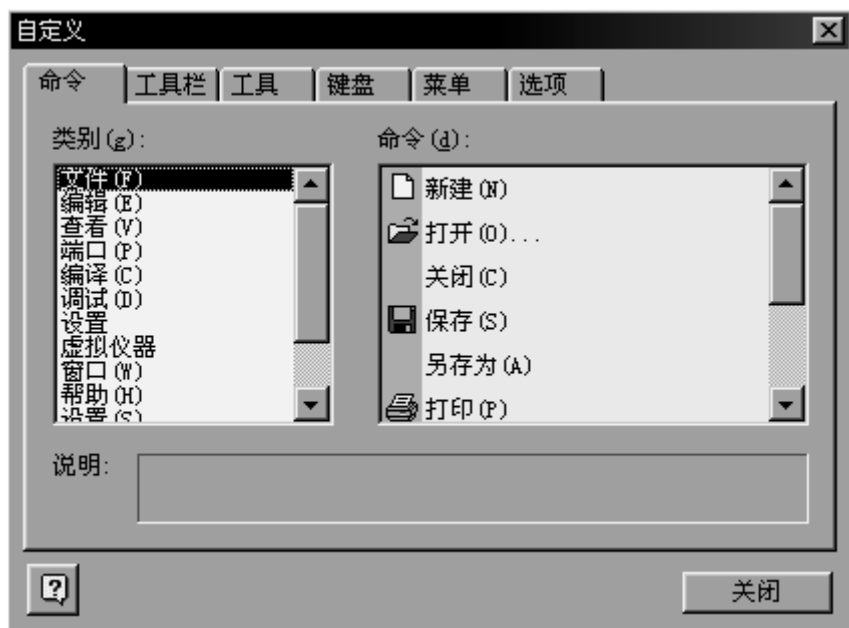 自定义
命令 工具栏 工具 键盘 菜单 选项
类别(g):
文件(F)
编辑(E)
查看(V)
端口(P)
编译(C)
调试(D)
设置
虚拟仪器
窗口(W)
帮助(H)
设置(S)
命令(d):
新建(N)
打开(O)...
关闭(C)
保存(S)
另存为(A)
打印(P)
说明:
关闭